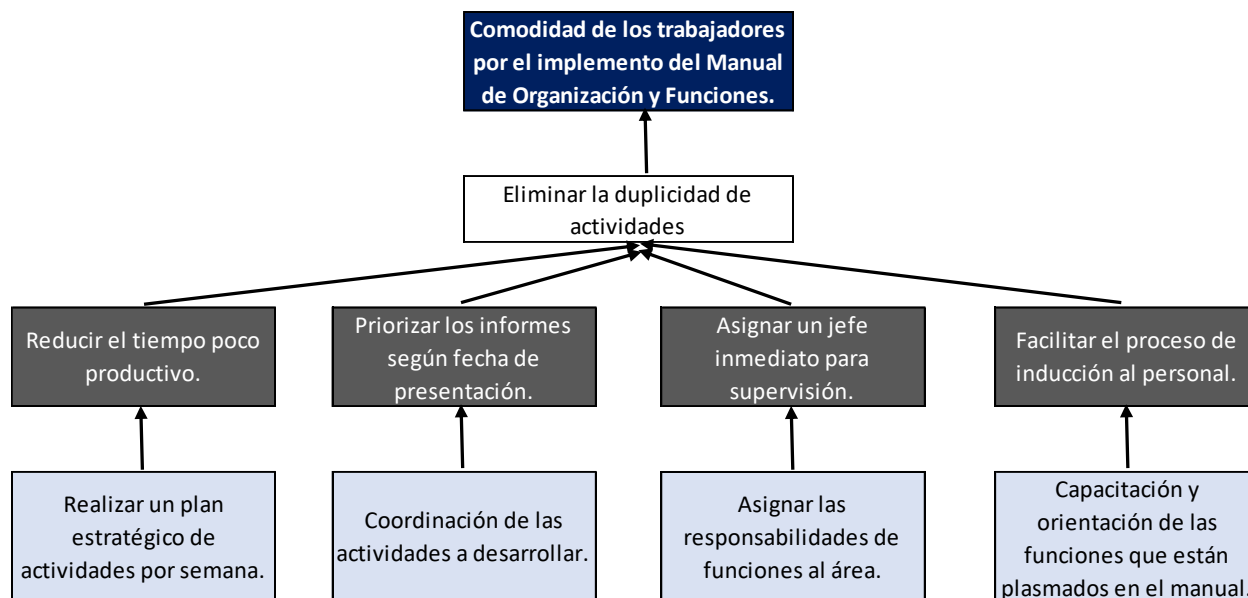 Comodidad de los trabajadores
por el implemento del Manual
de Organización y Funciones.
Eliminar la duplicidad de
actividades
Reducir el tiempo poco
productivo.
Priorizar los informes
según fecha de
presentación.
Asignar un jefe
inmediato para
supervisión.
Facilitar el proceso de
inducción al personal.
Realizar un plan
estratégico de
actividades por semana.
Coordinación de las
actividades a desarrollar.
Asignar las
responsabilidades de
funciones al área.
Capacitación y
orientación de las
funciones que están
plasmados en el manual.